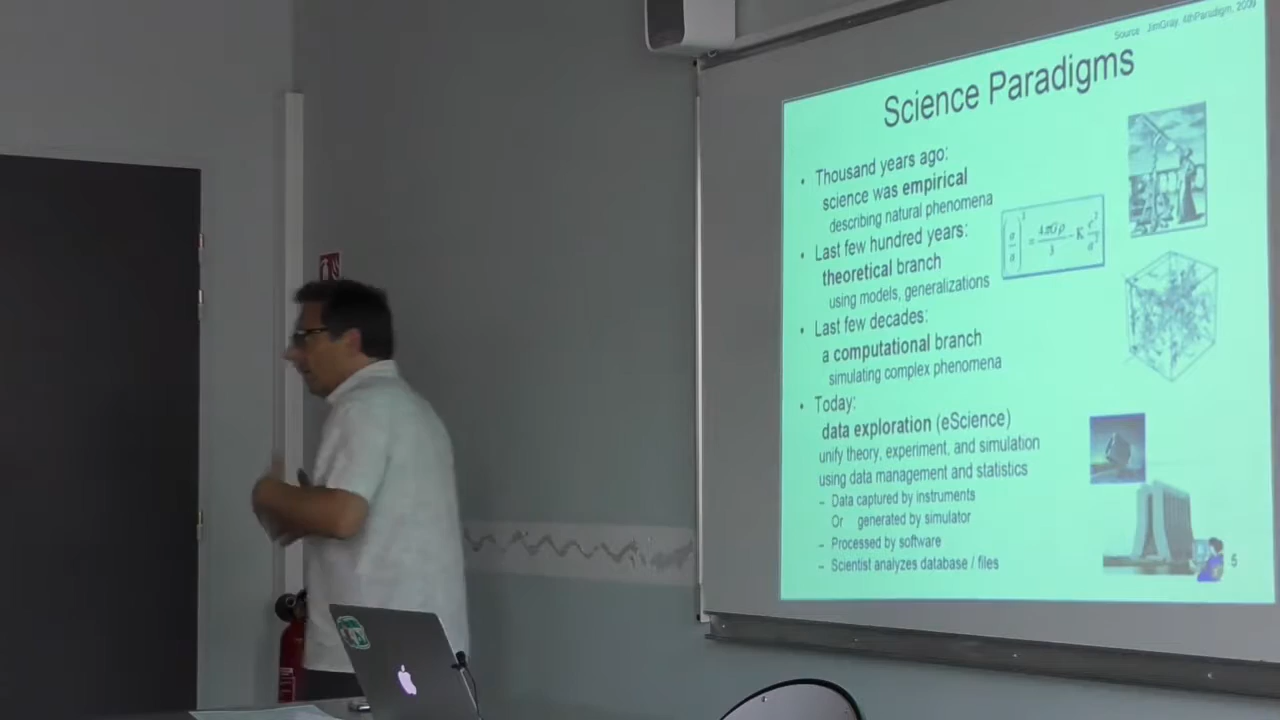 Source: JimGray, 4thParadigm, 2009
Science Paradigms
• Thousand years ago:
science was empirical
describing natural phenomena
• Last few hundred years:
theoretical branch
using models, generalizations
• Last few decades:
a computational branch
simulating complex phenomena
• Today:
data exploration (eScience)
unify theory, experiment, and simulation
using data management and statistics
– Data captured by instruments
Or generated by simulator
– Processed by software
– Scientist analyzes database / files
5